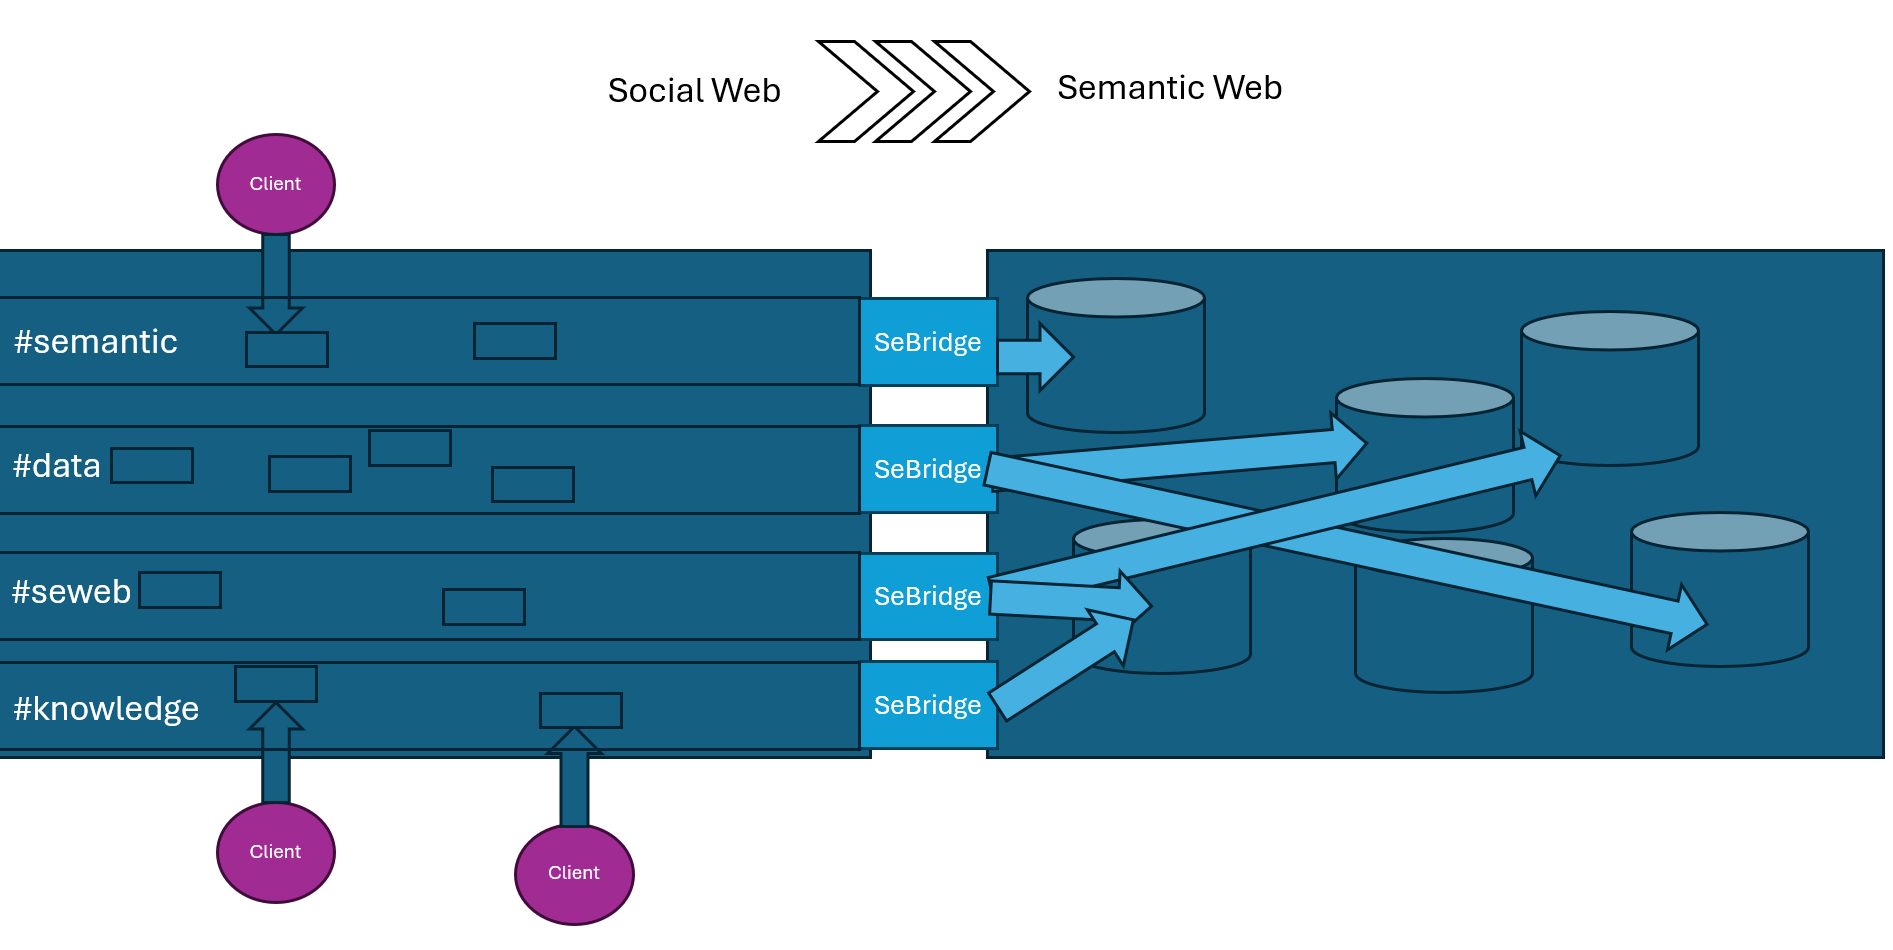 Social Web
Semantic Web
Client
#semantic
SeBridge
#data
SeBridge
#seweb
SeBridge
#knowledge
SeBridge
Client
Client